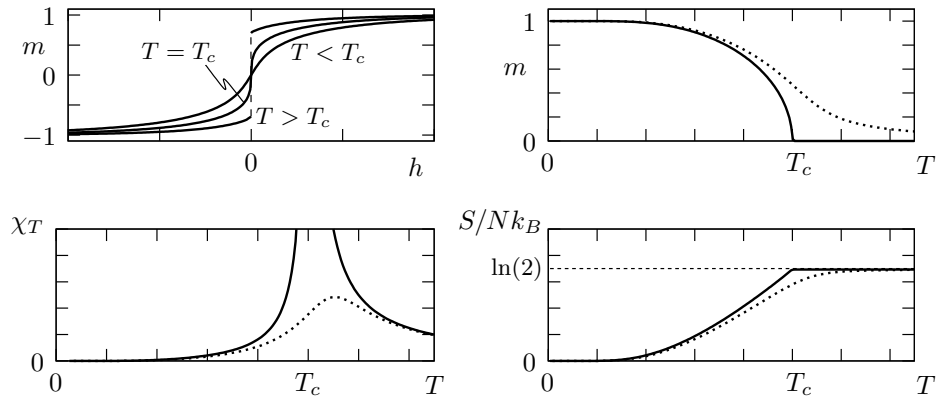 1
m
0
−1
T = T_c
T < T_c
T > T_c
0
h
1
m
0
T_c
T
χ_T
0
0
T_c
T
S/Nk_B
ln(2)
0
0
T_c
T